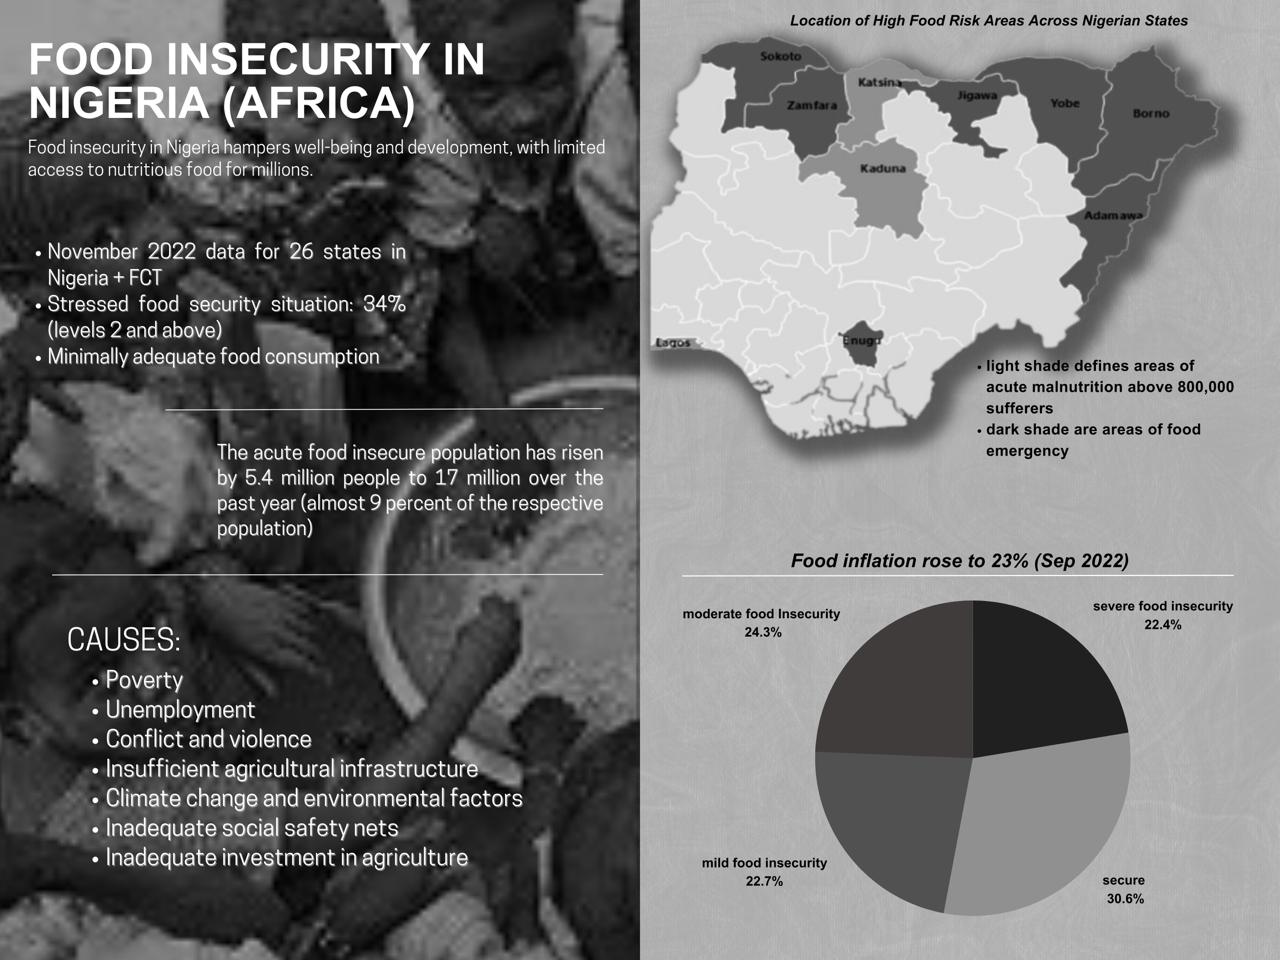 FOOD INSECURITY IN
NIGERIA (AFRICA)
Food insecurity in Nigeria hampers well-being and development, with limited
access to nutritious food for millions.
• November 2022 data for 26 states in
Nigeria + FCT
• Stressed food security situation: 34%
(levels 2 and above)
• Minimally adequate food consumption
The acute food insecure population has risen
by 5.4 million people to 17 million over the
past year (almost 9 percent of the respective
population)
CAUSES:
• Poverty
• Unemployment
• Conflict and violence
• Insufficient agricultural infrastructure
• Climate change and environmental factors
• Inadequate social safety nets
• Inadequate investment in agriculture
Location of High Food Risk Areas Across Nigerian States
Sokoto
Katsina
Zamfara
Jigawa
Yobe
Borno
Kaduna
Adamawa
Lagos
Enugu
• light shade defines areas of
acute malnutrition above 800,000
sufferers
• dark shade are areas of food
emergency
Food inflation rose to 23% (Sep 2022)
moderate food Insecurity
24.3%
severe food insecurity
22.4%
mild food insecurity
22.7%
secure
30.6%